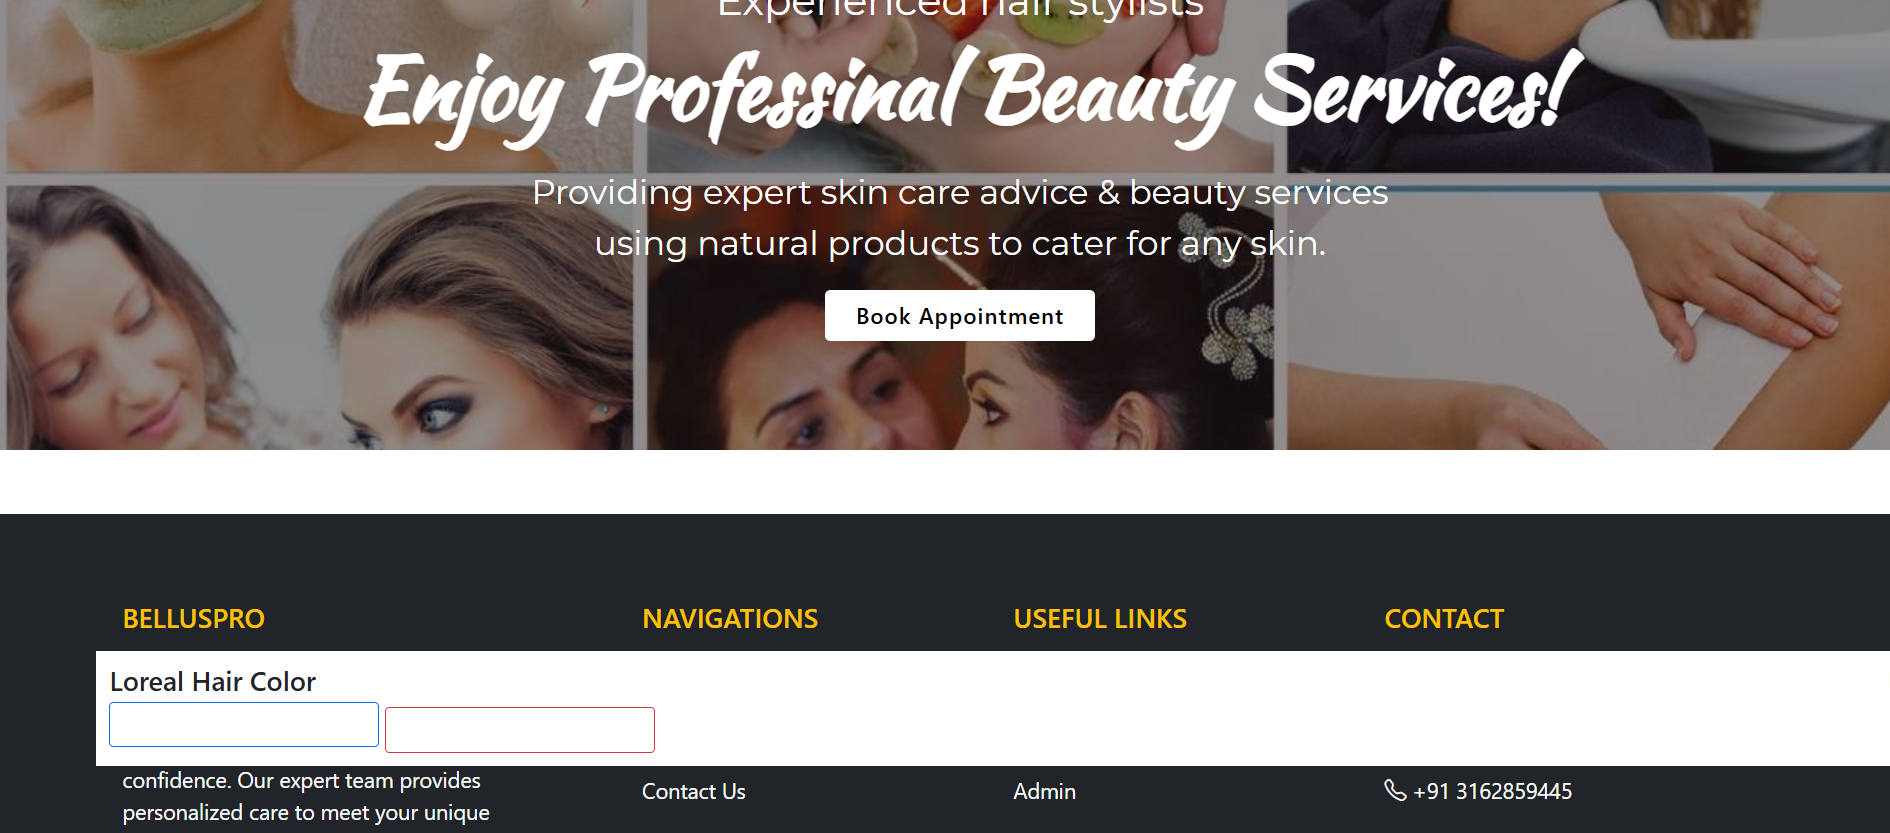 Experienced hair stylists
Enjoy Professinal Beauty Services!
Providing expert skin care advice & beauty services
using natural products to cater for any skin.
Book Appointment
BELLUSPRO
NAVIGATIONS
USEFUL LINKS
CONTACT
Loreal Hair Color
confidence. Our expert team provides
personalized care to meet your unique
Contact Us
Admin
+91 3162859445